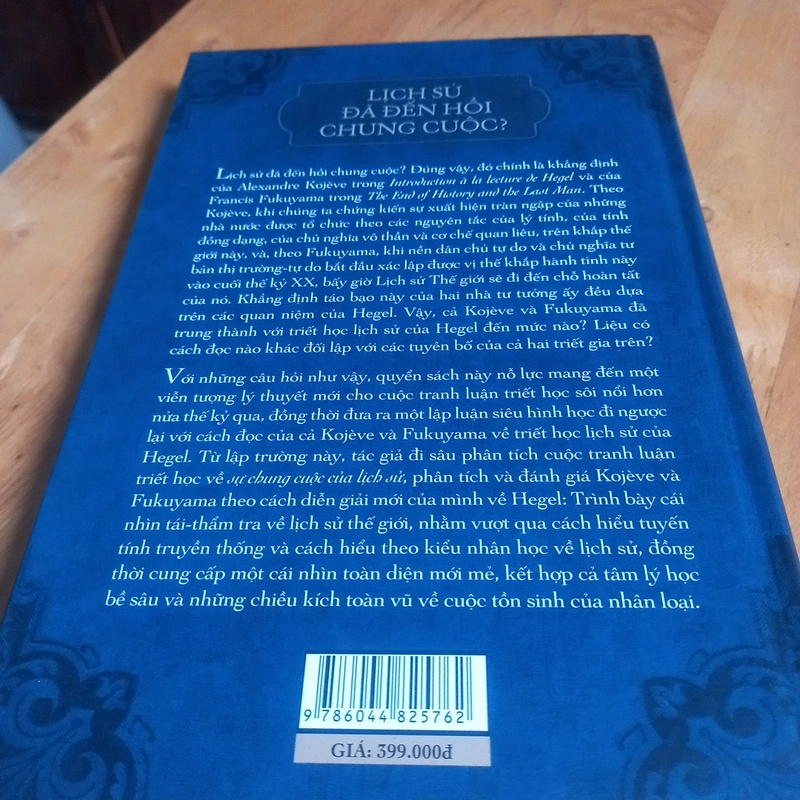 LỊCH SỬ
ĐÃ ĐẾN HỒI
CHUNG CUỘC?
Lịch sử đã đến hồi chung cuộc? Đúng vậy, đó chính là khẳng định
của Alexandre Kojève trong Introduction à la lecture de Hegel và của
Francis Fukuyama trong The End of History and the Last Man. Theo
Kojève, khi chúng ta chứng kiến sự xuất hiện tràn ngập của những
nhà nước được tổ chức theo các nguyên tắc của lý tính, của tính
đồng dạng, của chủ nghĩa vô thần và cơ chế quan liêu, trên khắp thế
giới này, và, theo Fukuyama, khi nền dân chủ tự do và chủ nghĩa tư
bản thị trường-tự do bắt đầu xác lập được vị thế khắp hành tinh này
vào cuối thế kỷ XX, bấy giờ Lịch sử Thế giới sẽ đi đến chỗ hoàn tất
của nó. Khẳng định táo bạo này của hai nhà tư tưởng ấy đều dựa
trên các quan niệm của Hegel. Vậy, cả Kojève và Fukuyama đã
trung thành với triết học lịch sử của Hegel đến mức nào? Liệu có
cách đọc nào khác đối lập với các tuyên bố của cả hai triết gia trên?
Với những câu hỏi như vậy, quyển sách này nỗ lực mang đến một
viễn tượng lý thuyết mới cho cuộc tranh luận triết học sôi nổi hơn
nửa thế kỷ qua, đồng thời đưa ra một lập luận siêu hình học đi ngược
lại với cách đọc của cả Kojève và Fukuyama về triết học lịch sử của
Hegel. Từ lập trường này, tác giả đi sâu phân tích cuộc tranh luận
triết học về sự chung cuộc của lịch sử, phân tích và đánh giá Kojève và
Fukuyama theo cách diễn giải mới của mình về Hegel: Trình bày cái
nhìn tái-thẩm tra về lịch sử thế giới, nhằm vượt qua cách hiểu tuyến
tính truyền thống và cách hiểu theo kiểu nhân học về lịch sử, đồng
thời cung cấp một cái nhìn toàn diện mới mẻ, kết hợp cả tâm lý học
bề sâu và những chiều kích toàn vũ về cuộc tồn sinh của nhân loại.
9 786044 825762
GIÁ: 399.000đ